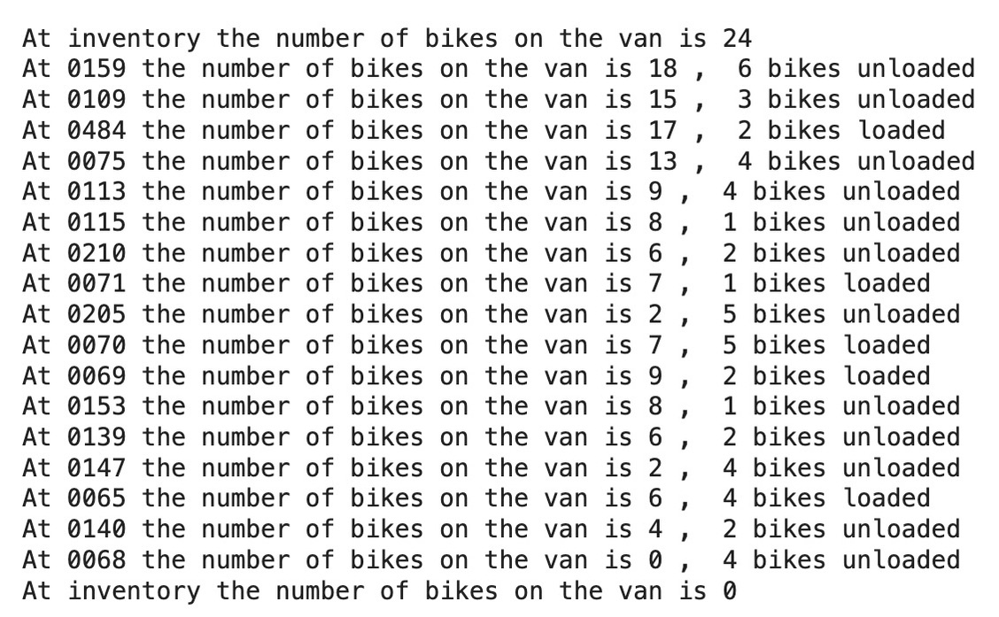 At inventory the number of bikes on the van is 24
At 0159 the number of bikes on the van is 18 ,  6 bikes unloaded
At 0109 the number of bikes on the van is 15 ,  3 bikes unloaded
At 0484 the number of bikes on the van is 17 ,  2 bikes loaded
At 0075 the number of bikes on the van is 13 ,  4 bikes unloaded
At 0113 the number of bikes on the van is 9 ,  4 bikes unloaded
At 0115 the number of bikes on the van is 8 ,  1 bikes unloaded
At 0210 the number of bikes on the van is 6 ,  2 bikes unloaded
At 0071 the number of bikes on the van is 7 ,  1 bikes loaded
At 0205 the number of bikes on the van is 2 ,  5 bikes unloaded
At 0070 the number of bikes on the van is 7 ,  5 bikes loaded
At 0069 the number of bikes on the van is 9 ,  2 bikes loaded
At 0153 the number of bikes on the van is 8 ,  1 bikes unloaded
At 0139 the number of bikes on the van is 6 ,  2 bikes unloaded
At 0147 the number of bikes on the van is 2 ,  4 bikes unloaded
At 0065 the number of bikes on the van is 6 ,  4 bikes loaded
At 0140 the number of bikes on the van is 4 ,  2 bikes unloaded
At 0068 the number of bikes on the van is 0 ,  4 bikes unloaded
At inventory the number of bikes on the van is 0